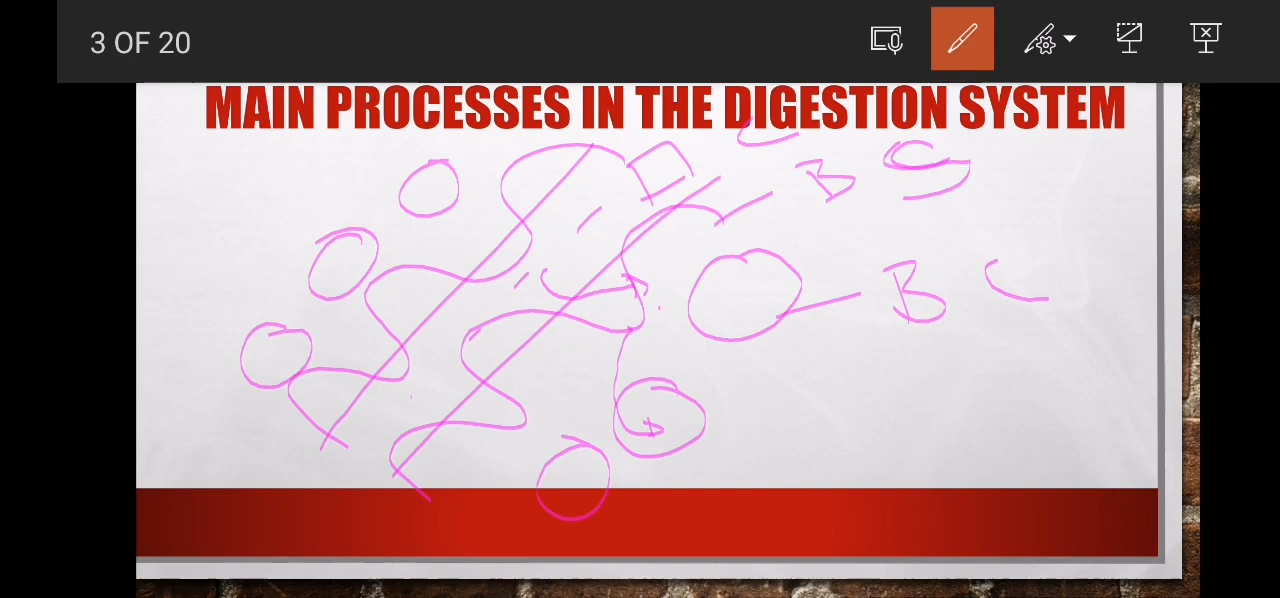 3 OF 20
MAIN PROCESSES IN THE DIGESTION SYSTEM
B S
B C